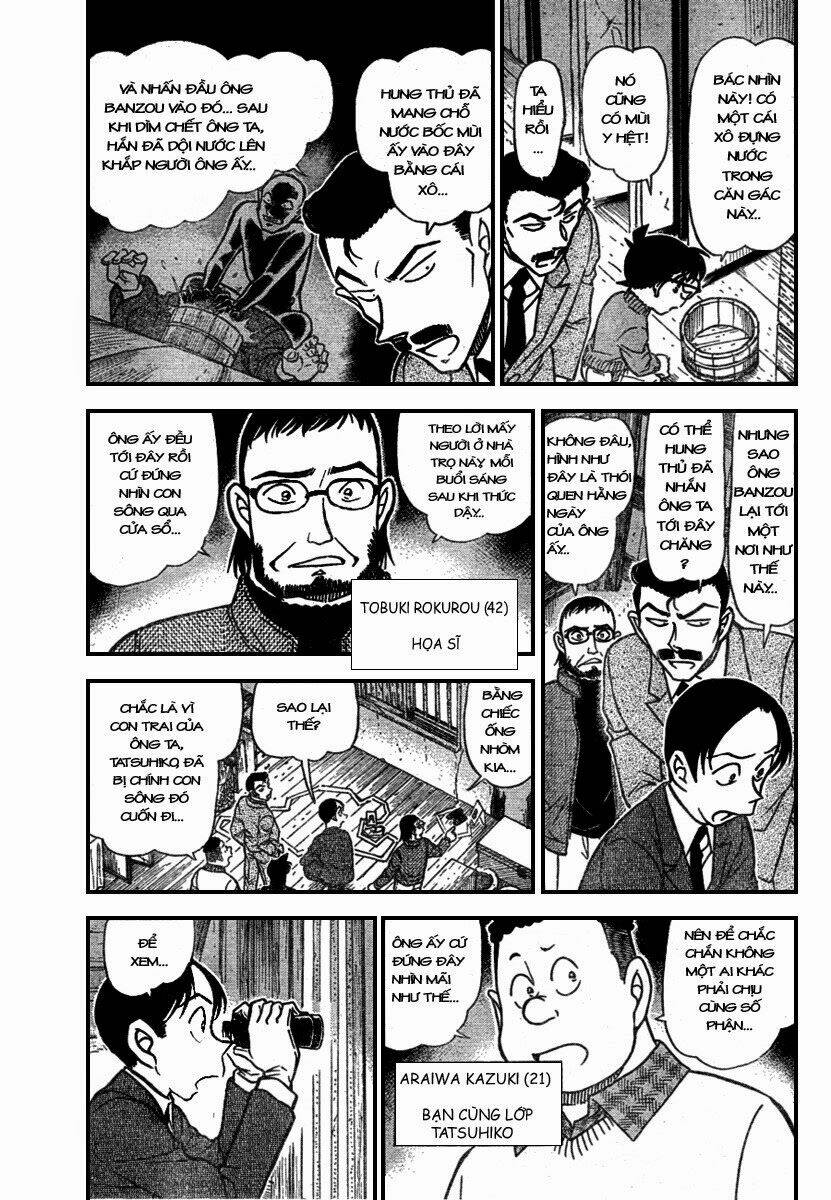 BÁC NHÌN
NÀY! CÓ
MỘT CÁI
XÔ ĐỰNG
NƯỚC
TRONG
CĂN GÁC
NÀY...
NÓ
CŨNG
CÓ MÙI
Y HỆT!
TA
HIỂU
RỒI
...
HUNG THỦ ĐÃ
MANG CHỖ
NƯỚC BỐC MÙI
ẤY VÀO ĐÂY
BẰNG CÁI
XÔ...
VÀ NHẤN ĐẦU ÔNG
BANZOU VÀO ĐÓ... SAU
KHI DÌM CHẾT ÔNG TA,
HẮN ĐÃ DỘI NƯỚC LÊN
KHẮP NGƯỜI ÔNG ẤY...
NHƯNG
SAO
ÔNG
BANZOU
LẠI TỚI
MỘT
NƠI NHƯ
THẾ
NÀY...
CÓ THỂ
HUNG
THỦ ĐÃ
NHẮN
ÔNG TA
TỚI ĐÂY
CHĂNG
?
KHÔNG ĐÂU,
HÌNH NHƯ
ĐÂY LÀ THÓI
QUEN HẰNG
NGÀY
CỦA ÔNG
ẤY...
THEO LỜI MẤY
NGƯỜI Ở NHÀ
TRỌ NÀY, MỖI
BUỔI SÁNG
SAU KHI THỨC
DẬY...
ÔNG ẤY ĐỀU
TỚI ĐÂY RỒI
CỨ ĐỨNG
NHÌN CON
SÔNG QUA
CỬA SỔ...
TOBUKI ROKUROU (42)
HỌA SĨ
BẰNG
CHIẾC
ỐNG
NHÒM
KIA...
SAO LẠI
THẾ?
CHẮC LÀ VÌ
CON TRAI CỦA
ÔNG TA,
TATSUHIKO, ĐÃ
BỊ CHÍNH CON
SÔNG ĐÓ
CUỐN ĐI...
NÊN ĐỂ CHẮC
CHẮN KHÔNG
MỘT AI KHÁC
PHẢI CHỊU
CÙNG SỐ
PHẬN...
ÔNG ẤY CỨ
ĐỨNG ĐÂY
NHÌN MÃI
NHƯ THẾ...
ARAIWA KAZUKI (21)
BẠN CÙNG LỚP
TATSUHIKO
ĐỂ
XEM...